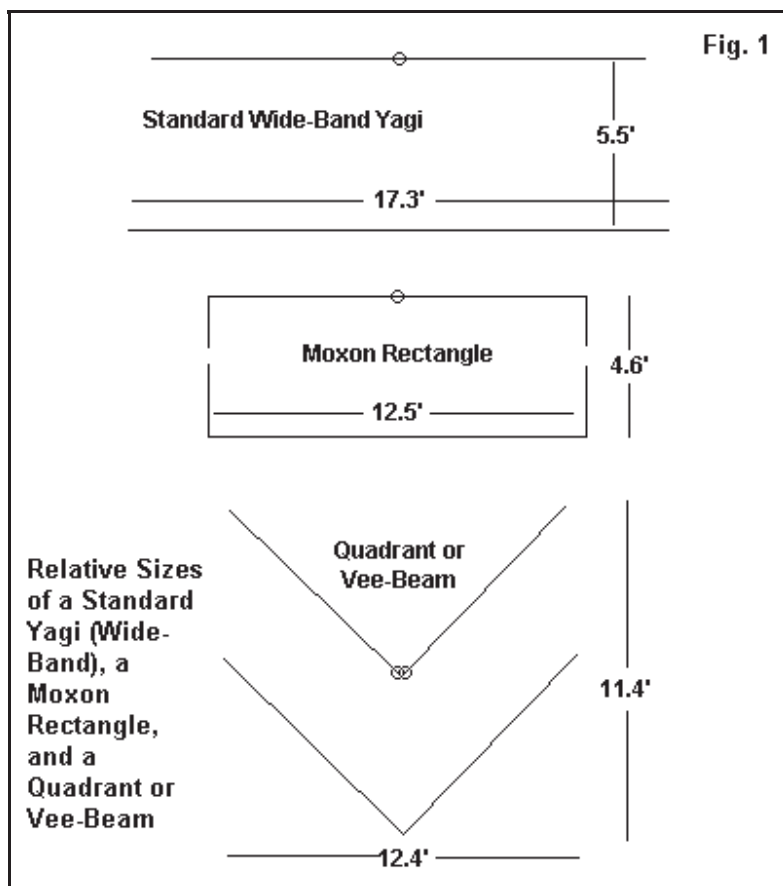 Fig. 1
Standard Wide-Band Yagi
5.5'
17.3'
Moxon Rectangle
4.6'
12.5'
Quadrant or
Vee-Beam
Relative Sizes
of a Standard
Yagi (Wide-
Band), a
Moxon
Rectangle,
and a
Quadrant or
Vee-Beam
11.4'
12.4'